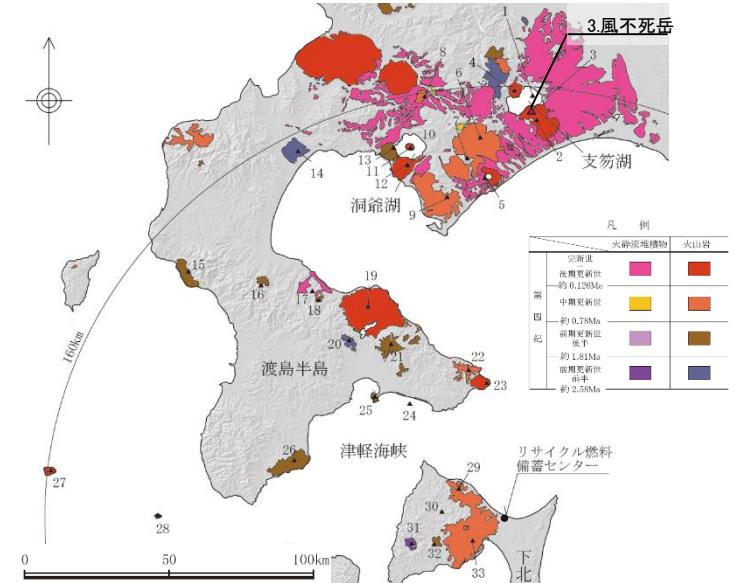 1
3.風不死岳
8
6
4
3
7
10
13
11
12
14
2
支笏湖
洞爺湖
5
9
凡　例
火砕流堆積物
火山岩
第四紀
完新世
後期更新世
約 0.126Ma
中期更新世
約 0.78Ma
前期更新世
後半
約 1.81Ma
前期更新世
前半
約 2.58Ma
15
16
17
18
19
20
21
160km
渡島半島
22
23
25
24
津軽海峡
26
リサイクル燃料
備蓄センター
27
28
29
30
31
32
33
下北
0
50
100km